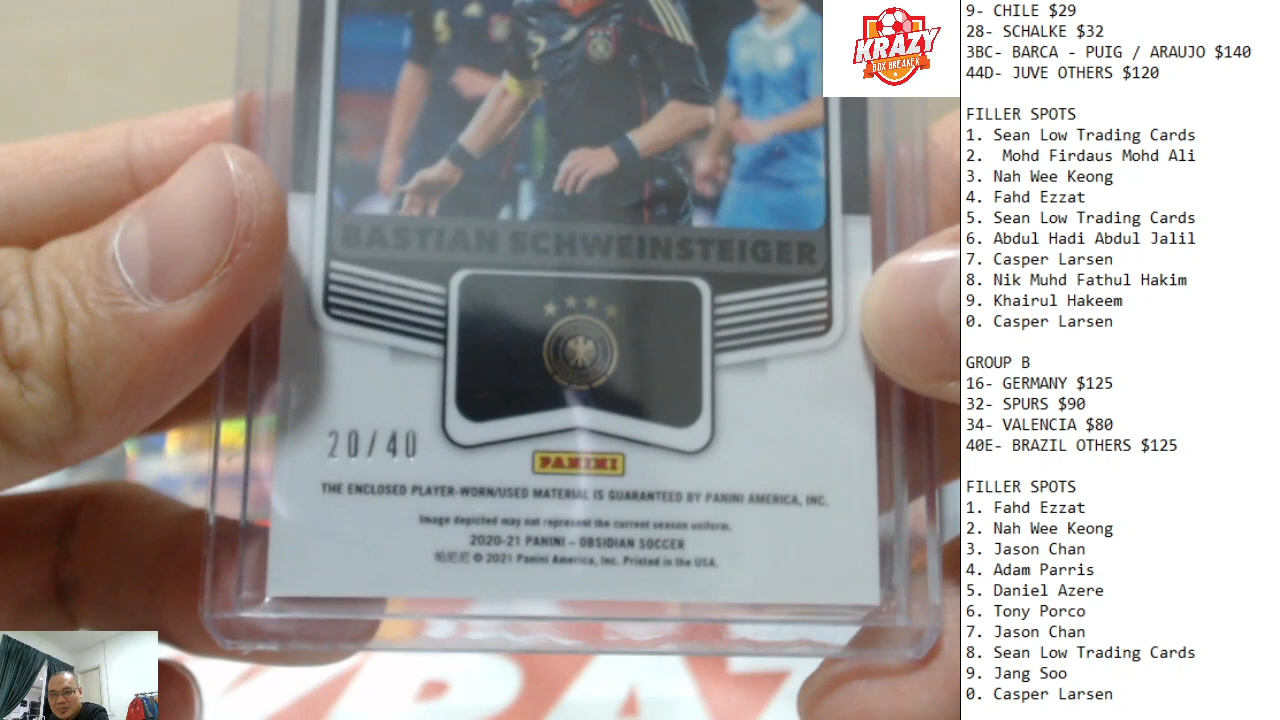 KRAZY
BOX BREAKER
BASTIAN SCHWEINSTEIGER
20/40
PANINI
THE ENCLOSED PLAYER-WORN/USED MATERIAL IS GUARANTEED BY PANINI AMERICA, INC.
Image depicted may not represent the current season uniform.
2020-21 PANINI – OBSIDIAN SOCCER
帕尼尼 © 2021 Panini America, Inc. Printed in the USA.
9- CHILE $29
28- SCHALKE $32
3BC- BARCA - PUIG / ARAUJO $140
44D- JUVE OTHERS $120
FILLER SPOTS
1. Sean Low Trading Cards
2.  Mohd Firdaus Mohd Ali
3. Nah Wee Keong
4. Fahd Ezzat
5. Sean Low Trading Cards
6. Abdul Hadi Abdul Jalil
7. Casper Larsen
8. Nik Muhd Fathul Hakim
9. Khairul Hakeem
0. Casper Larsen
GROUP B
16- GERMANY $125
32- SPURS $90
34- VALENCIA $80
40E- BRAZIL OTHERS $125
FILLER SPOTS
1. Fahd Ezzat
2. Nah Wee Keong
3. Jason Chan
4. Adam Parris
5. Daniel Azere
6. Tony Porco
7. Jason Chan
8. Sean Low Trading Cards
9. Jang Soo
0. Casper Larsen